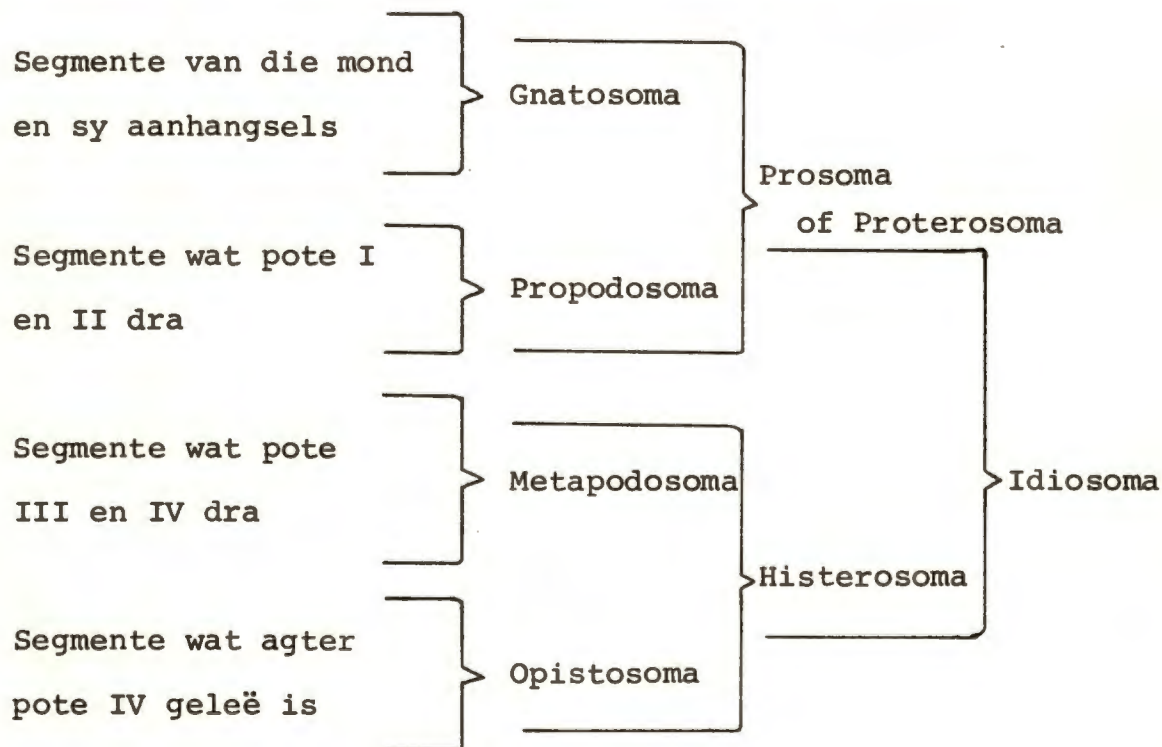 Segmente van die mond
en sy aanhangsels
Gnatosoma
Prosoma
of Proterosoma
Segmente wat pote I
en II dra
Propodosoma
Segmente wat pote
III en IV dra
Metapodosoma
Idiosoma
Histerosoma
Segmente wat agter
pote IV geleë is
Opistosoma